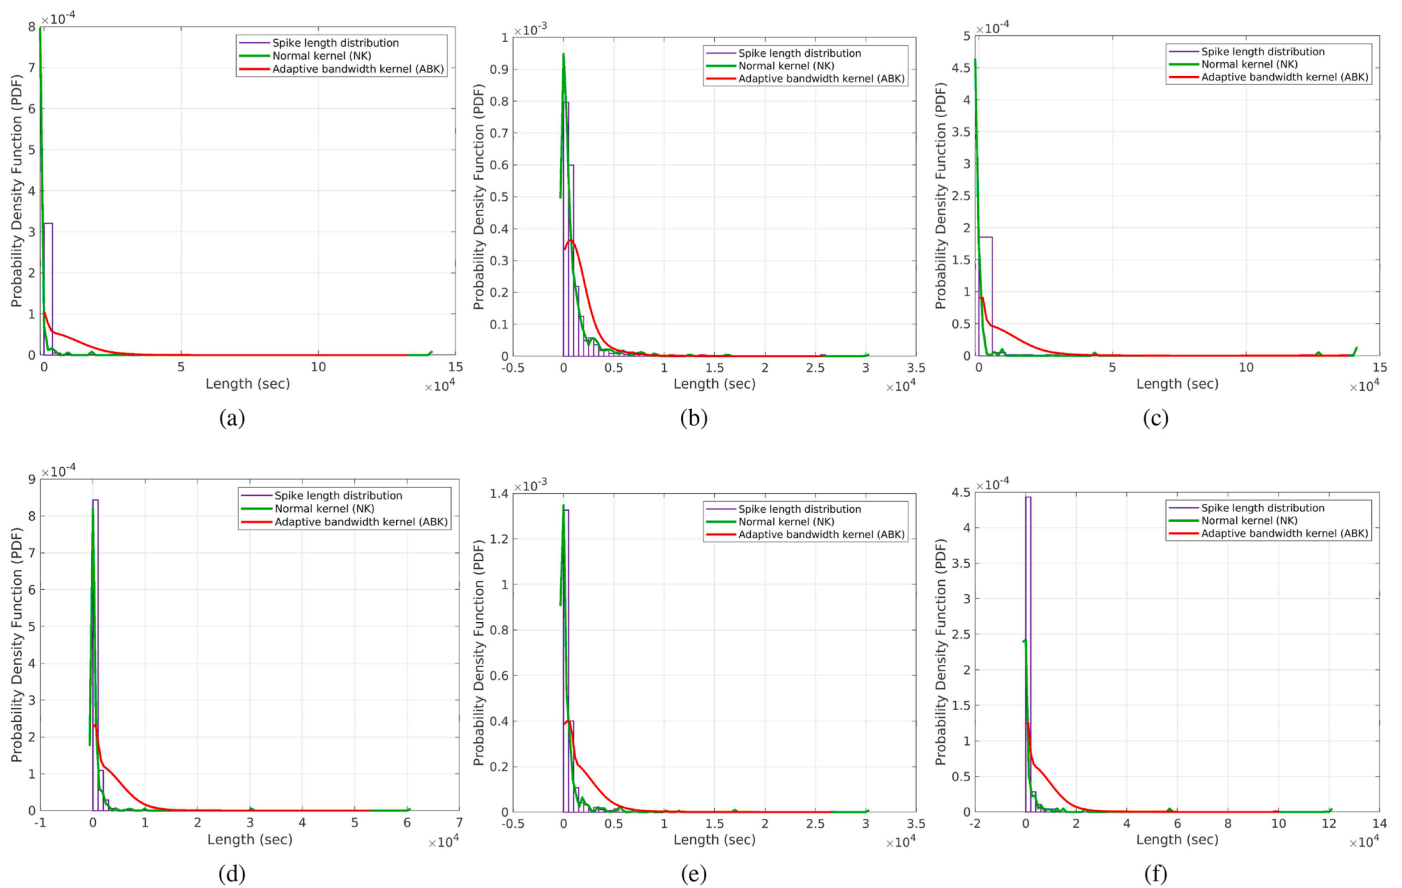 ×10⁻⁴
Spike length distribution
Normal kernel (NK)
Adaptive bandwidth kernel (ABK)
Probability Density Function (PDF)
8
7
6
5
4
3
2
1
0
0 5 10 15
Length (sec)
×10⁴
(a)
×10⁻³
Spike length distribution
Normal kernel (NK)
Adaptive bandwidth kernel (ABK)
Probability Density Function (PDF)
1
0.9
0.8
0.7
0.6
0.5
0.4
0.3
0.2
0.1
0
-0.5 0 0.5 1 1.5 2 2.5 3 3.5
Length (sec)
×10⁴
(b)
×10⁻⁴
Spike length distribution
Normal kernel (NK)
Adaptive bandwidth kernel (ABK)
Probability Density Function (PDF)
5
4.5
4
3.5
3
2.5
2
1.5
1
0.5
0
0 5 10 15
Length (sec)
×10⁴
(c)
×10⁻⁴
Spike length distribution
Normal kernel (NK)
Adaptive bandwidth kernel (ABK)
Probability Density Function (PDF)
9
8
7
6
5
4
3
2
1
0
-1 0 1 2 3 4 5 6 7
Length (sec)
×10⁴
(d)
×10⁻³
Spike length distribution
Normal kernel (NK)
Adaptive bandwidth kernel (ABK)
Probability Density Function (PDF)
1.4
1.2
1
0.8
0.6
0.4
0.2
0
-0.5 0 0.5 1 1.5 2 2.5 3 3.5
Length (sec)
×10⁴
(e)
×10⁻⁴
Spike length distribution
Normal kernel (NK)
Adaptive bandwidth kernel (ABK)
Probability Density Function (PDF)
4.5
4
3.5
3
2.5
2
1.5
1
0.5
0
-2 0 2 4 6 8 10 12 14
Length (sec)
×10⁴
(f)